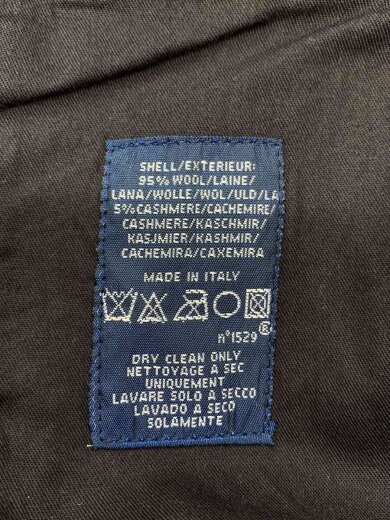 SHELL/EXTERIEUR:
95% WOOL/LAINE/
LANA/WOLLE/WOL/ULD/LA
5% CASHMERE/CACHEMIRE/
CASHMERE/KASCHMIR/
KASJMIER/KASHMIR/
CACHEMIRA/CAXEMIRA
MADE IN ITALY
n°1529®
DRY CLEAN ONLY
NETTOYAGE A SEC
UNIQUEMENT
LAVARE SOLO A SECCO
LAVADO A SECO
SOLAMENTE